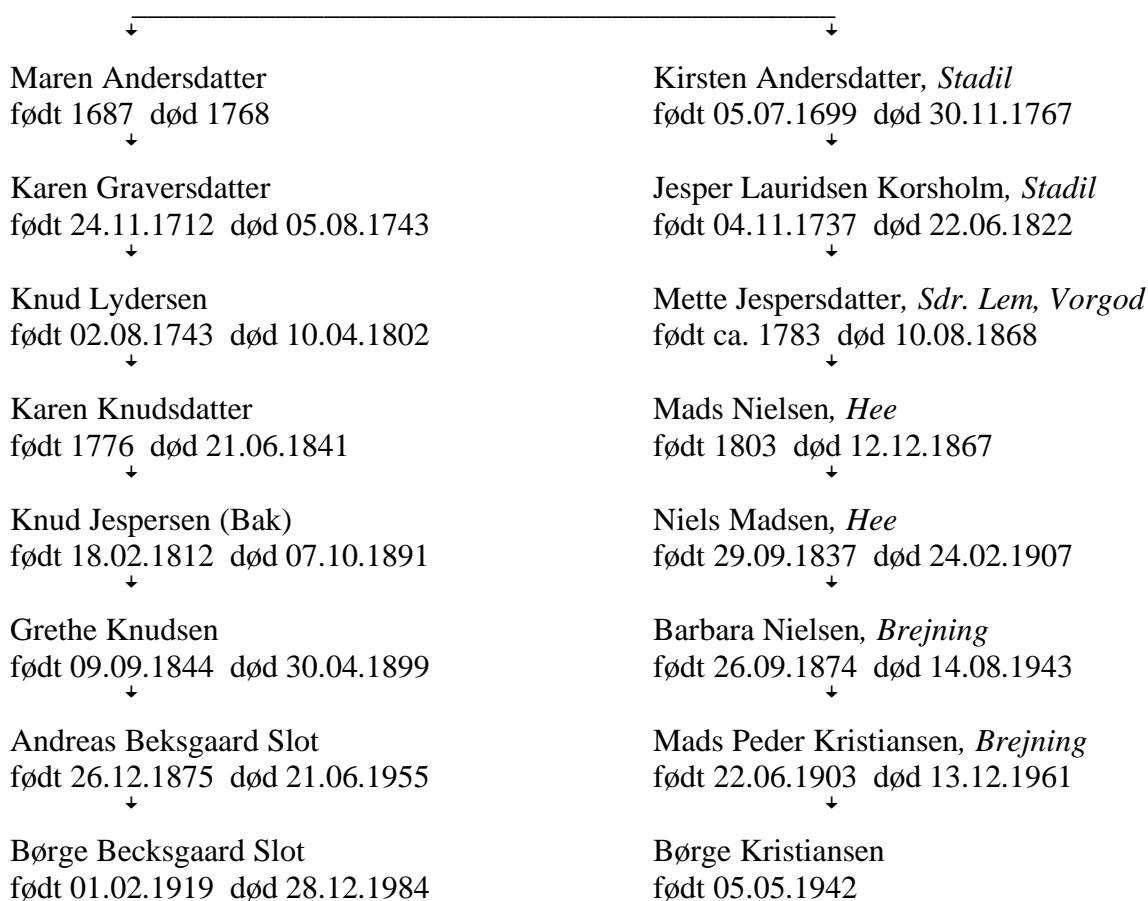 Maren Andersdatter
født 1687 død 1768
Karen Graversdatter
født 24.11.1712 død 05.08.1743
Knud Lydersen
født 02.08.1743 død 10.04.1802
Karen Knudsdatter
født 1776 død 21.06.1841
Knud Jespersen (Bak)
født 18.02.1812 død 07.10.1891
Grethe Knudsen
født 09.09.1844 død 30.04.1899
Andreas Beksgaard Slot
født 26.12.1875 død 21.06.1955
Børge Becksgaard Slot
født 01.02.1919 død 28.12.1984
Kirsten Andersdatter, Stadil
født 05.07.1699 død 30.11.1767
Jesper Lauridsen Korsholm, Stadil
født 04.11.1737 død 22.06.1822
Mette Jespersdatter, Sdr. Lem, Vorgod
født ca. 1783 død 10.08.1868
Mads Nielsen, Hee
født 1803 død 12.12.1867
Niels Madsen, Hee
født 29.09.1837 død 24.02.1907
Barbara Nielsen, Brejning
født 26.09.1874 død 14.08.1943
Mads Peder Kristiansen, Brejning
født 22.06.1903 død 13.12.1961
Børge Kristiansen
født 05.05.1942